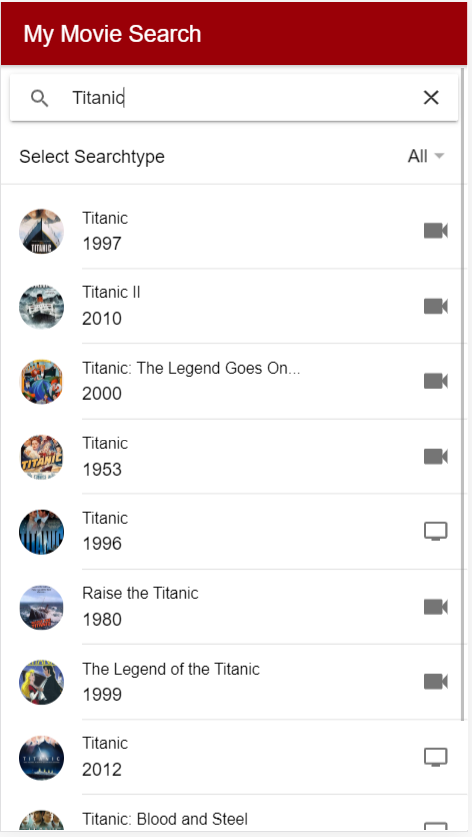 My Movie Search
Titanic
Select Searchtype
All
Titanic
1997
Titanic II
2010
Titanic: The Legend Goes On...
2000
Titanic
1953
Titanic
1996
Raise the Titanic
1980
The Legend of the Titanic
1999
Titanic
2012
Titanic: Blood and Steel